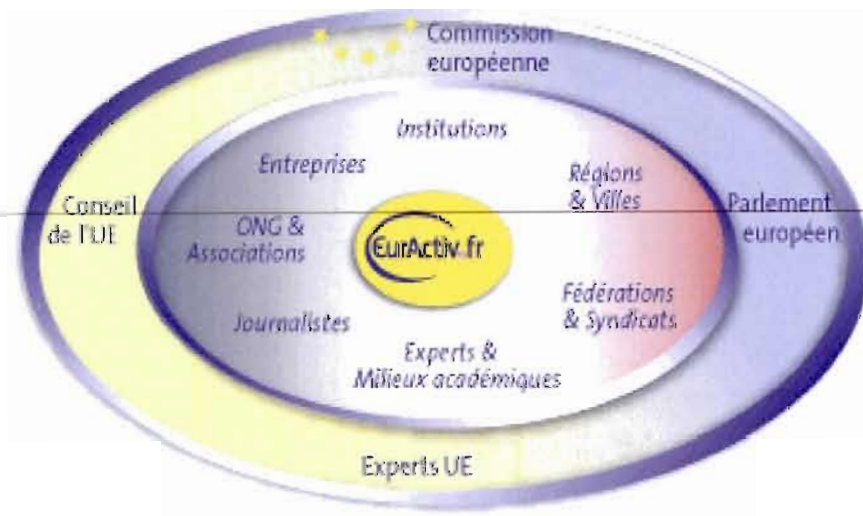 Commission
européenne
Institutions
Entreprises
Régions
& Villes
Conseil
de l'UE
Parlement
européen
ONG &
Associations
EurActiv.fr
Fédérations
& Syndicats
Journalistes
Experts &
Milieux académiques
Experts UE